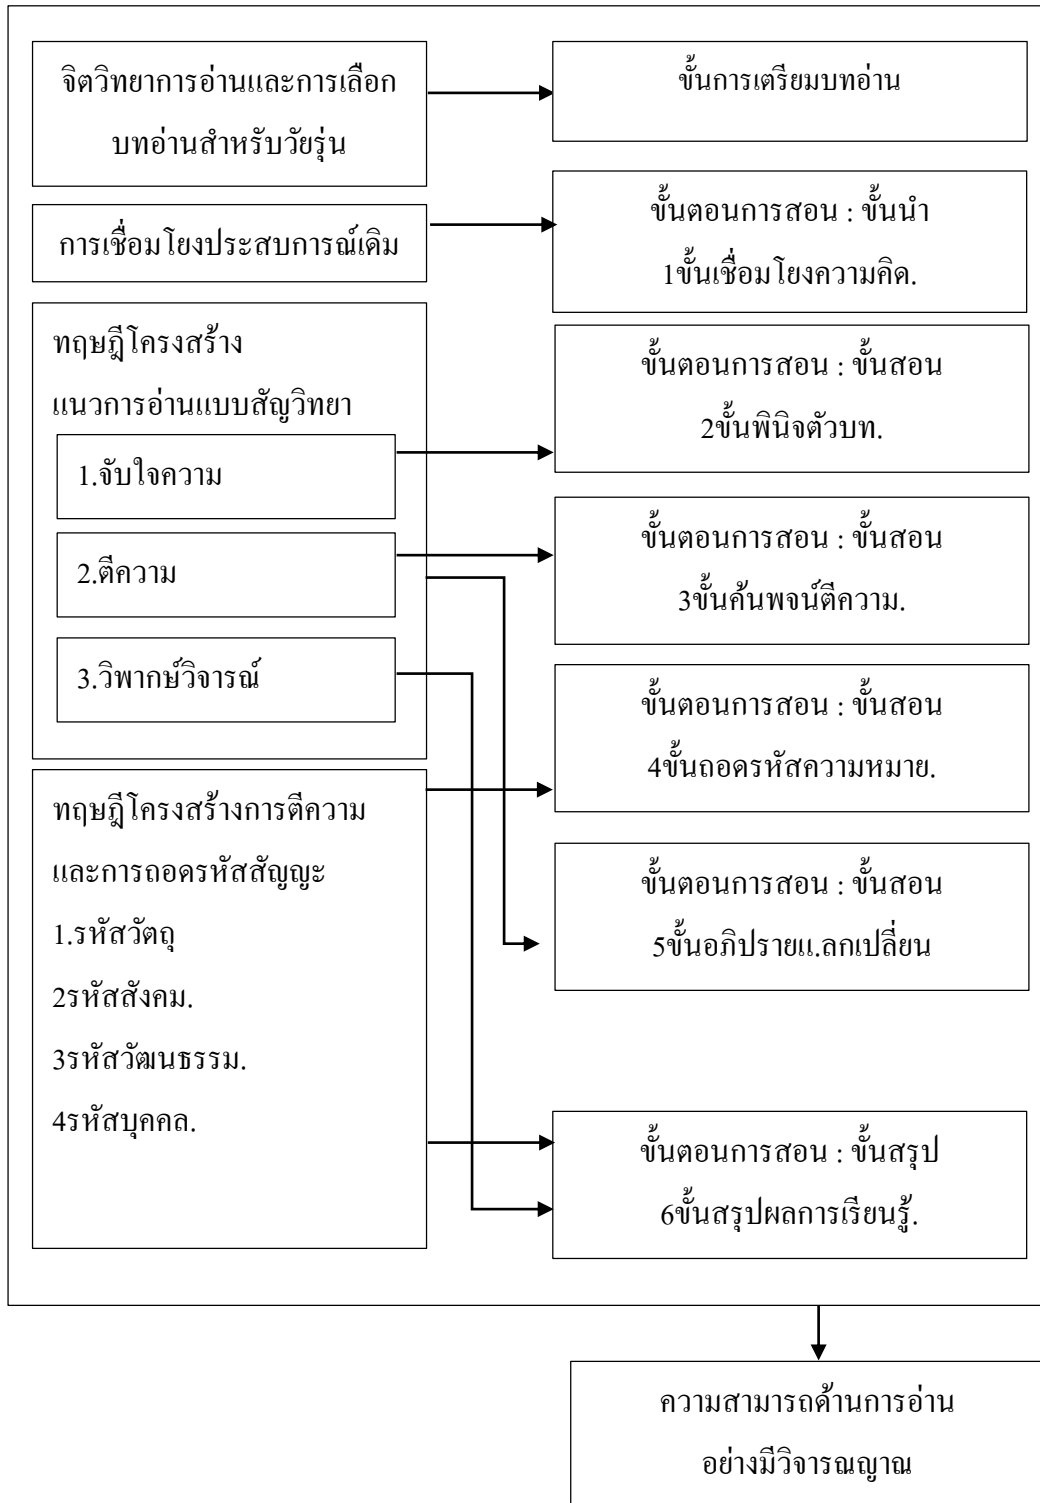 จิตวิทยาการอ่านและการเลือก
บทอ่านสำหรับวัยรุ่น
ขั้นการเตรียมบทอ่าน
การเชื่อมโยงประสบการณ์เดิม
ขั้นตอนการสอน : ขั้นนำ
1ขั้นเชื่อมโยงความคิด.
ทฤษฎีโครงสร้าง
แนวการอ่านแบบสัญวิทยา
1.จับใจความ
2.ตีความ
3.วิพากษ์วิจารณ์
ขั้นตอนการสอน : ขั้นสอน
2ขั้นพินิจตัวบท.
ขั้นตอนการสอน : ขั้นสอน
3ขั้นค้นพจน์ตีความ.
ขั้นตอนการสอน : ขั้นสอน
4ขั้นถอดรหัสความหมาย.
ทฤษฎีโครงสร้างการตีความ
และการถอดรหัสสัญญะ
1.รหัสวัตถุ
2รหัสสังคม.
3รหัสวัฒนธรรม.
4รหัสบุคคล.
ขั้นตอนการสอน : ขั้นสอน
5ขั้นอภิปรายแ.ลกเปลี่ยน
ขั้นตอนการสอน : ขั้นสรุป
6ขั้นสรุปผลการเรียนรู้.
ความสามารถด้านการอ่าน
อย่างมีวิจารณญาณ